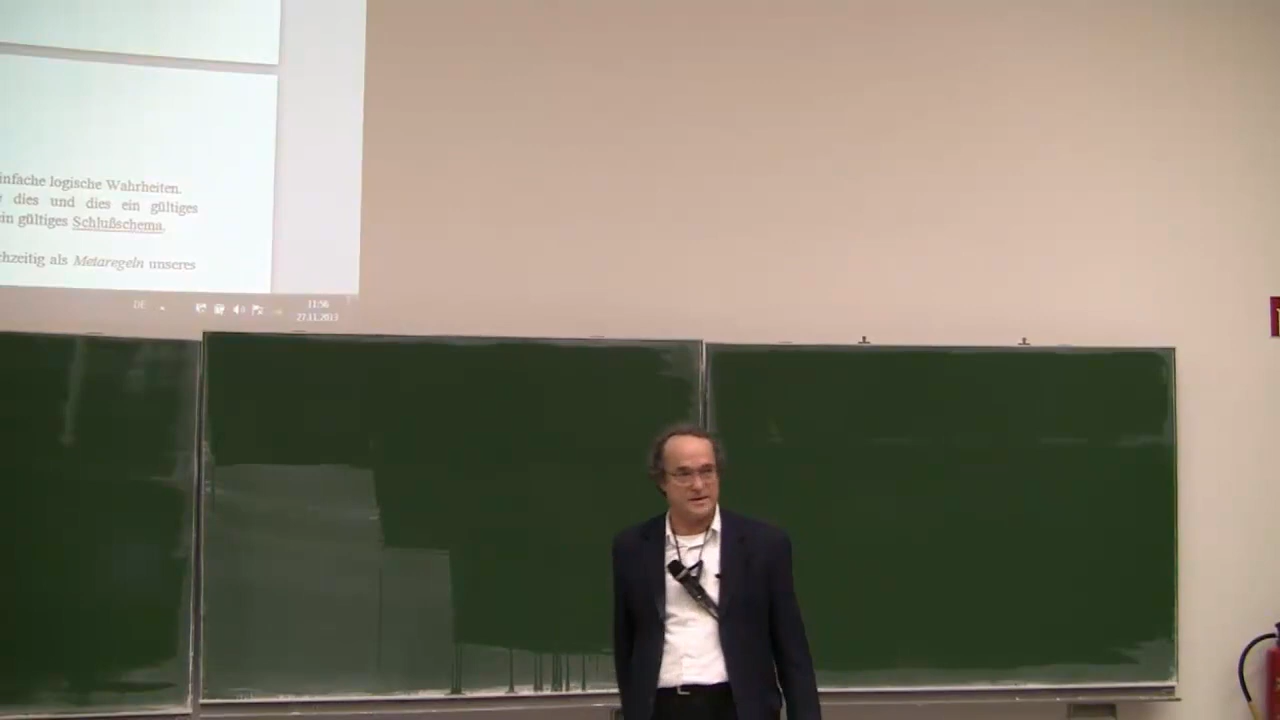 infache logische Wahrheiten.
dies und dies ein gültiges
in gültiges Schlußschema.
hzeitig als Metaregeln unseres
DE
11:56
27.11.2013